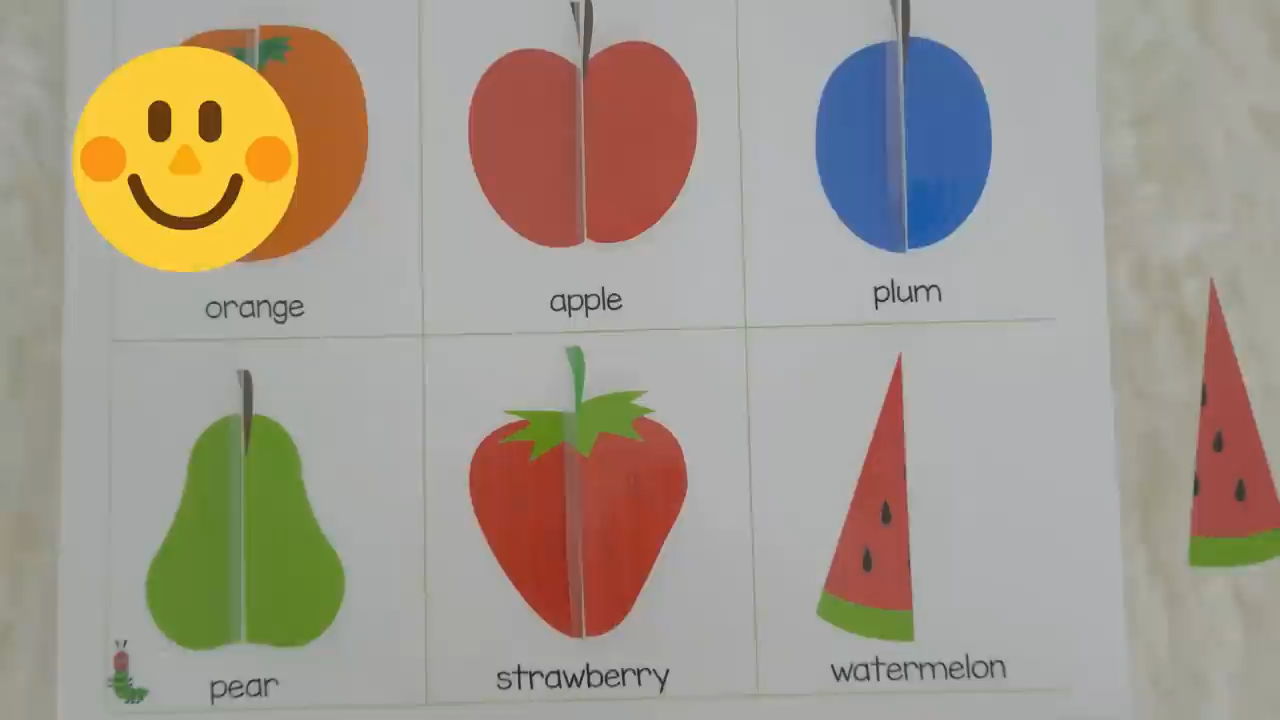 orange
apple
plum
pear
strawberry
watermelon